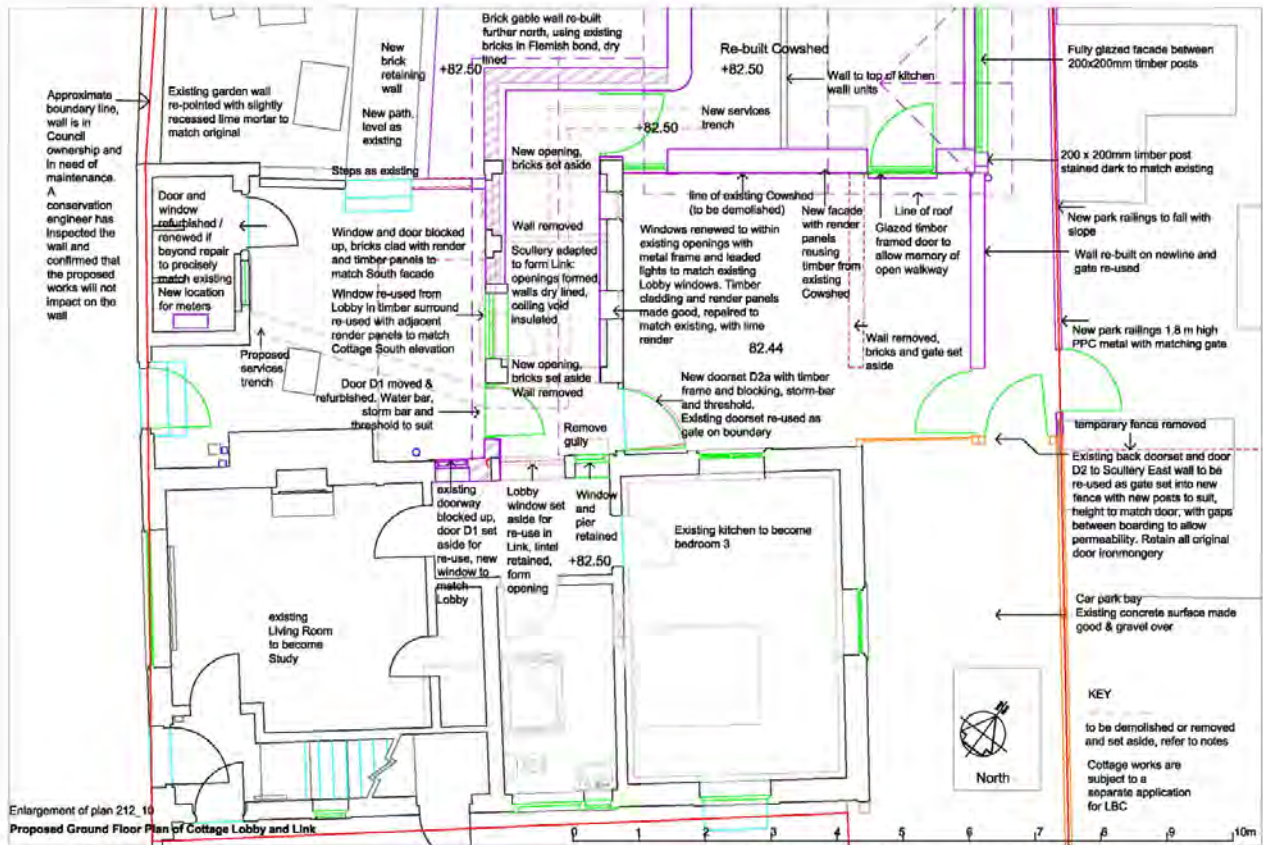 Brick gable wall re-built
further north, using existing
bricks in Flemish bond, dry
lined
New
brick
retaining
wall
+82.50
Re-built Cowshed
+82.50
Wall to top of kitchen
wall units
Fully glazed facade between
200x200mm timber posts
Approximate
boundary line,
wall is in
Council
ownership and
in need of
maintenance.
A
conservation
engineer has
inspected the
wall and
confirmed that
the proposed
works will not
impact on the
wall
Existing garden wall
re-pointed with slightly
recessed lime mortar to
match original
New path,
level as
existing
New services
trench
+82.50
New opening,
bricks set aside
200 x 200mm timber post
stained dark to match existing
Steps as existing
Door and
window
refurbished /
renewed if
beyond repair
to precisely
match existing
New location
for meters
Window and door blocked
up, bricks clad with render
and timber panels to
match South facade
Window re-used from
Lobby in timber surround
re-used with adjacent
render panels to match
Cottage South elevation
Wall removed
Scullery adapted
to form Link:
openings formed,
walls dry lined,
ceiling void
insulated
line of existing Cowshed
(to be demolished)
Windows renewed to within
existing openings with
metal frame and leaded
lights to match existing
Lobby windows. Timber
cladding and render panels
made good, repaired to
match existing, with lime
render
82.44
New facade
with render
panels
reusing
timber from
existing
Cowshed
Line of roof
Glazed timber
framed door to
allow memory of
open walkway
New park railings to fall with
slope
Wall re-built on newline and
gate re-used
Wall removed,
bricks and gate set
aside
New park railings 1.8 m high
PPC metal with matching gate
Proposed
services
trench
New opening,
bricks set aside
Wall removed
Door D1 moved &
refurbished. Water bar,
storm bar and
threshold to suit
New doorset D2a with timber
frame and blocking, storm-bar
and threshold.
Existing doorset re-used as
gate on boundary
Remove
gully
temporary fence removed
Existing back doorset and door
D2 to Scullery East wall to be
re-used as gate set into new
fence with new posts to suit,
height to match door, with gaps
between boarding to allow
permeability. Retain all original
door ironmongery
existing
doorway
blocked up,
door D1 set
aside for
re-use, new
window to
match
Lobby
Lobby
window set
aside for
re-use in
Link, lintel
retained,
form
opening
Window
and
pier
retained
+82.50
Existing kitchen to become
bedroom 3
existing
Living Room
to become
Study
Car park bay
Existing concrete surface made
good & gravel over
KEY
to be demolished or removed
and set aside, refer to notes
Cottage works are
subject to a
separate application
for LBC
N
North
Enlargement of plan 212_10
Proposed Ground Floor Plan of Cottage Lobby and Link
0 1 2 3 4 5 6 7 8 9 10m